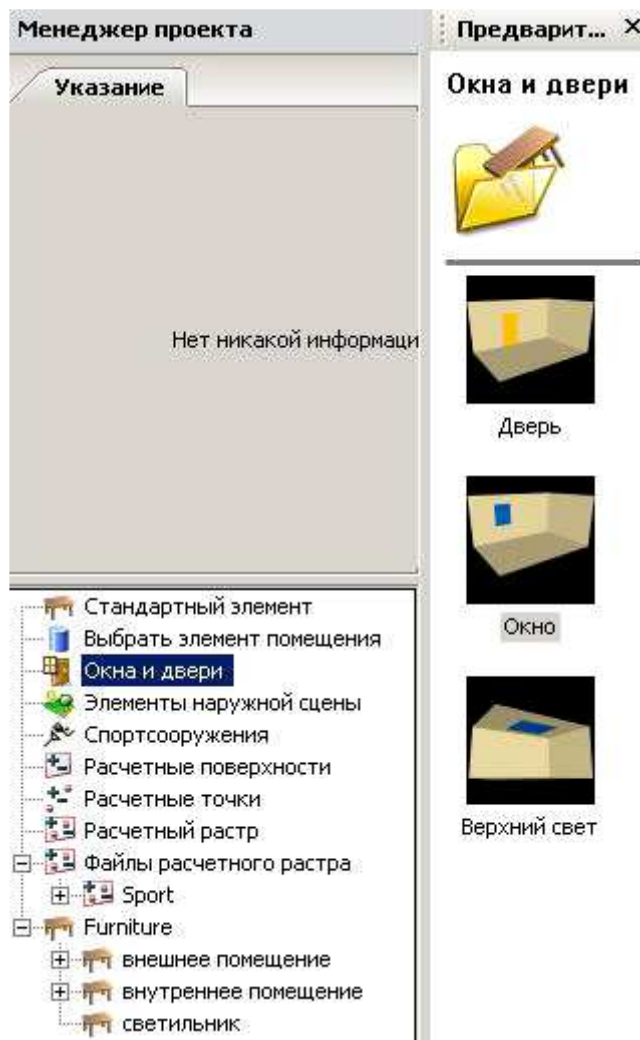 Менеджер проекта
Указание
Нет никакой информаци
Стандартный элемент
Выбрать элемент помещения
Окна и двери
Элементы наружной сцены
Спортсооружения
Расчетные поверхности
Расчетные точки
Расчетный растр
Файлы расчетного растра
Sport
Furniture
внешнее помещение
внутреннее помещение
светильник
Предварит...
Окна и двери
Дверь
Окно
Верхний свет